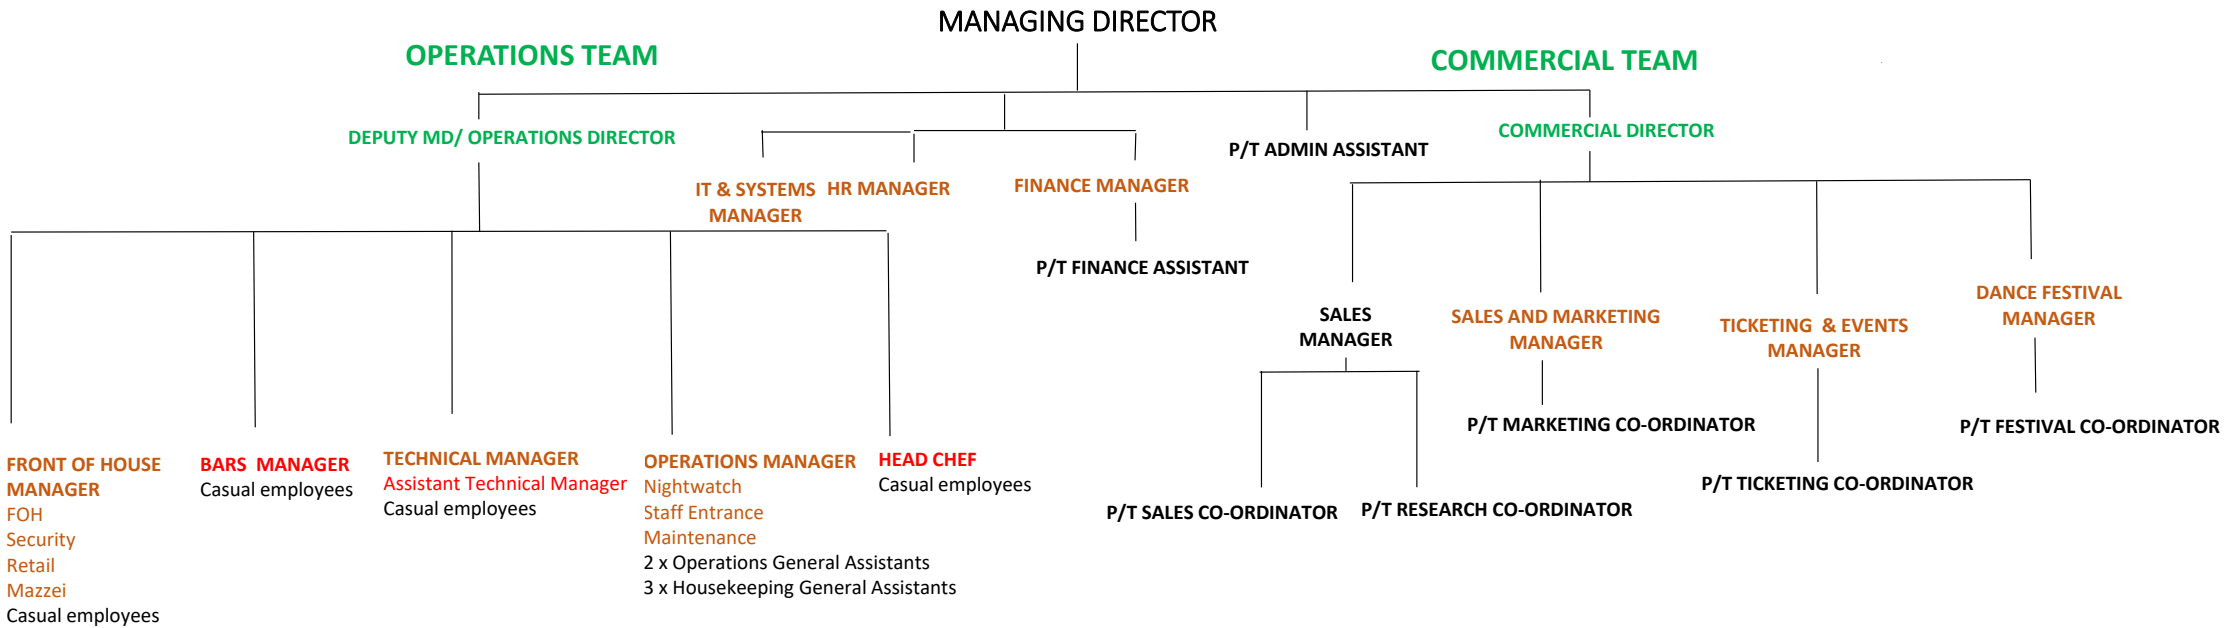 MANAGING DIRECTOR
OPERATIONS TEAM
COMMERCIAL TEAM
DEPUTY MD/ OPERATIONS DIRECTOR
COMMERCIAL DIRECTOR
P/T ADMIN ASSISTANT
IT & SYSTEMS
MANAGER
HR MANAGER
FINANCE MANAGER
P/T FINANCE ASSISTANT
SALES
MANAGER
SALES AND MARKETING
MANAGER
TICKETING & EVENTS
MANAGER
DANCE FESTIVAL
MANAGER
P/T MARKETING CO-ORDINATOR
P/T FESTIVAL CO-ORDINATOR
P/T TICKETING CO-ORDINATOR
P/T SALES CO-ORDINATOR
P/T RESEARCH CO-ORDINATOR
FRONT OF HOUSE
MANAGER
FOH
Security
Retail
Mazzei
Casual employees
BARS MANAGER
Casual employees
TECHNICAL MANAGER
Assistant Technical Manager
Casual employees
OPERATIONS MANAGER
Nightwatch
Staff Entrance
Maintenance
2 x Operations General Assistants
3 x Housekeeping General Assistants
HEAD CHEF
Casual employees